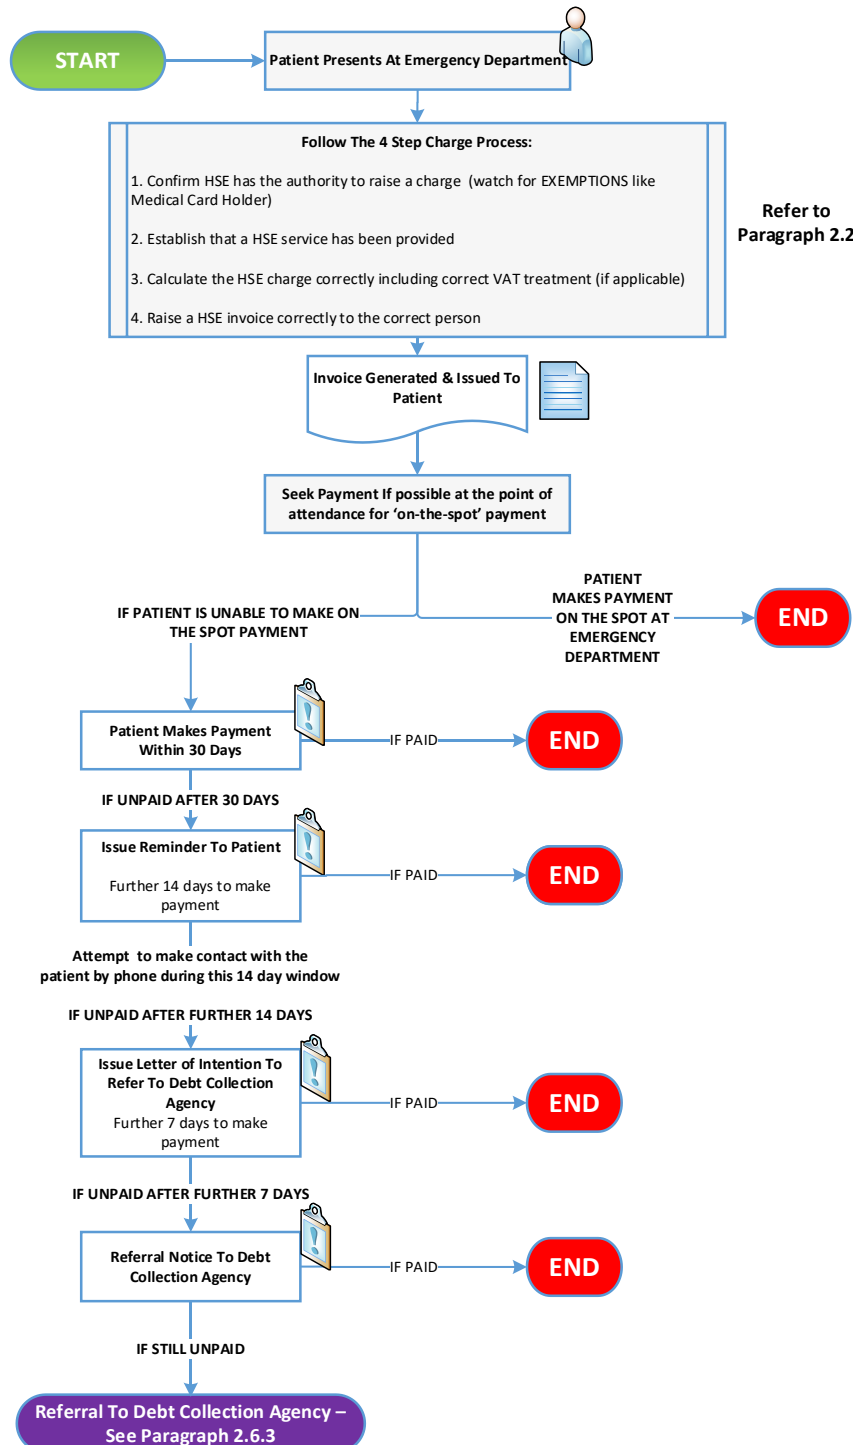 START
Patient Presents At Emergency Department
Follow The 4 Step Charge Process:
1. Confirm HSE has the authority to raise a charge  (watch for EXEMPTIONS like
Medical Card Holder)
2. Establish that a HSE service has been provided
3. Calculate the HSE charge correctly including correct VAT treatment (if applicable)
4. Raise a HSE invoice correctly to the correct person
Refer to
Paragraph 2.2
Invoice Generated & Issued To
Patient
Seek Payment If possible at the point of
attendance for ‘on-the-spot’ payment
IF PATIENT IS UNABLE TO MAKE ON
THE SPOT PAYMENT
PATIENT
MAKES PAYMENT
ON THE SPOT AT
EMERGENCY
DEPARTMENT
END
Patient Makes Payment
Within 30 Days
IF PAID
END
IF UNPAID AFTER 30 DAYS
Issue Reminder To Patient
Further 14 days to make
payment
IF PAID
END
Attempt  to make contact with the
patient by phone during this 14 day window
IF UNPAID AFTER FURTHER 14 DAYS
Issue Letter of Intention To
Refer To Debt Collection
Agency
Further 7 days to make
payment
IF PAID
END
IF UNPAID AFTER FURTHER 7 DAYS
Referral Notice To Debt
Collection Agency
IF PAID
END
IF STILL UNPAID
Referral To Debt Collection Agency –
See Paragraph 2.6.3